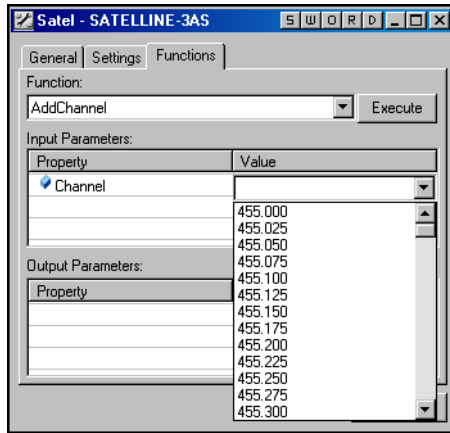 Satel - SATELLINE-3AS S W O R D
General Settings Functions
Function:
AddChannel Execute
Input Parameters:
Property Value
Channel
455.000
455.025
455.050
455.075
455.100
455.125
455.150
455.175
455.200
455.225
455.250
455.275
455.300
Output Parameters:
Property